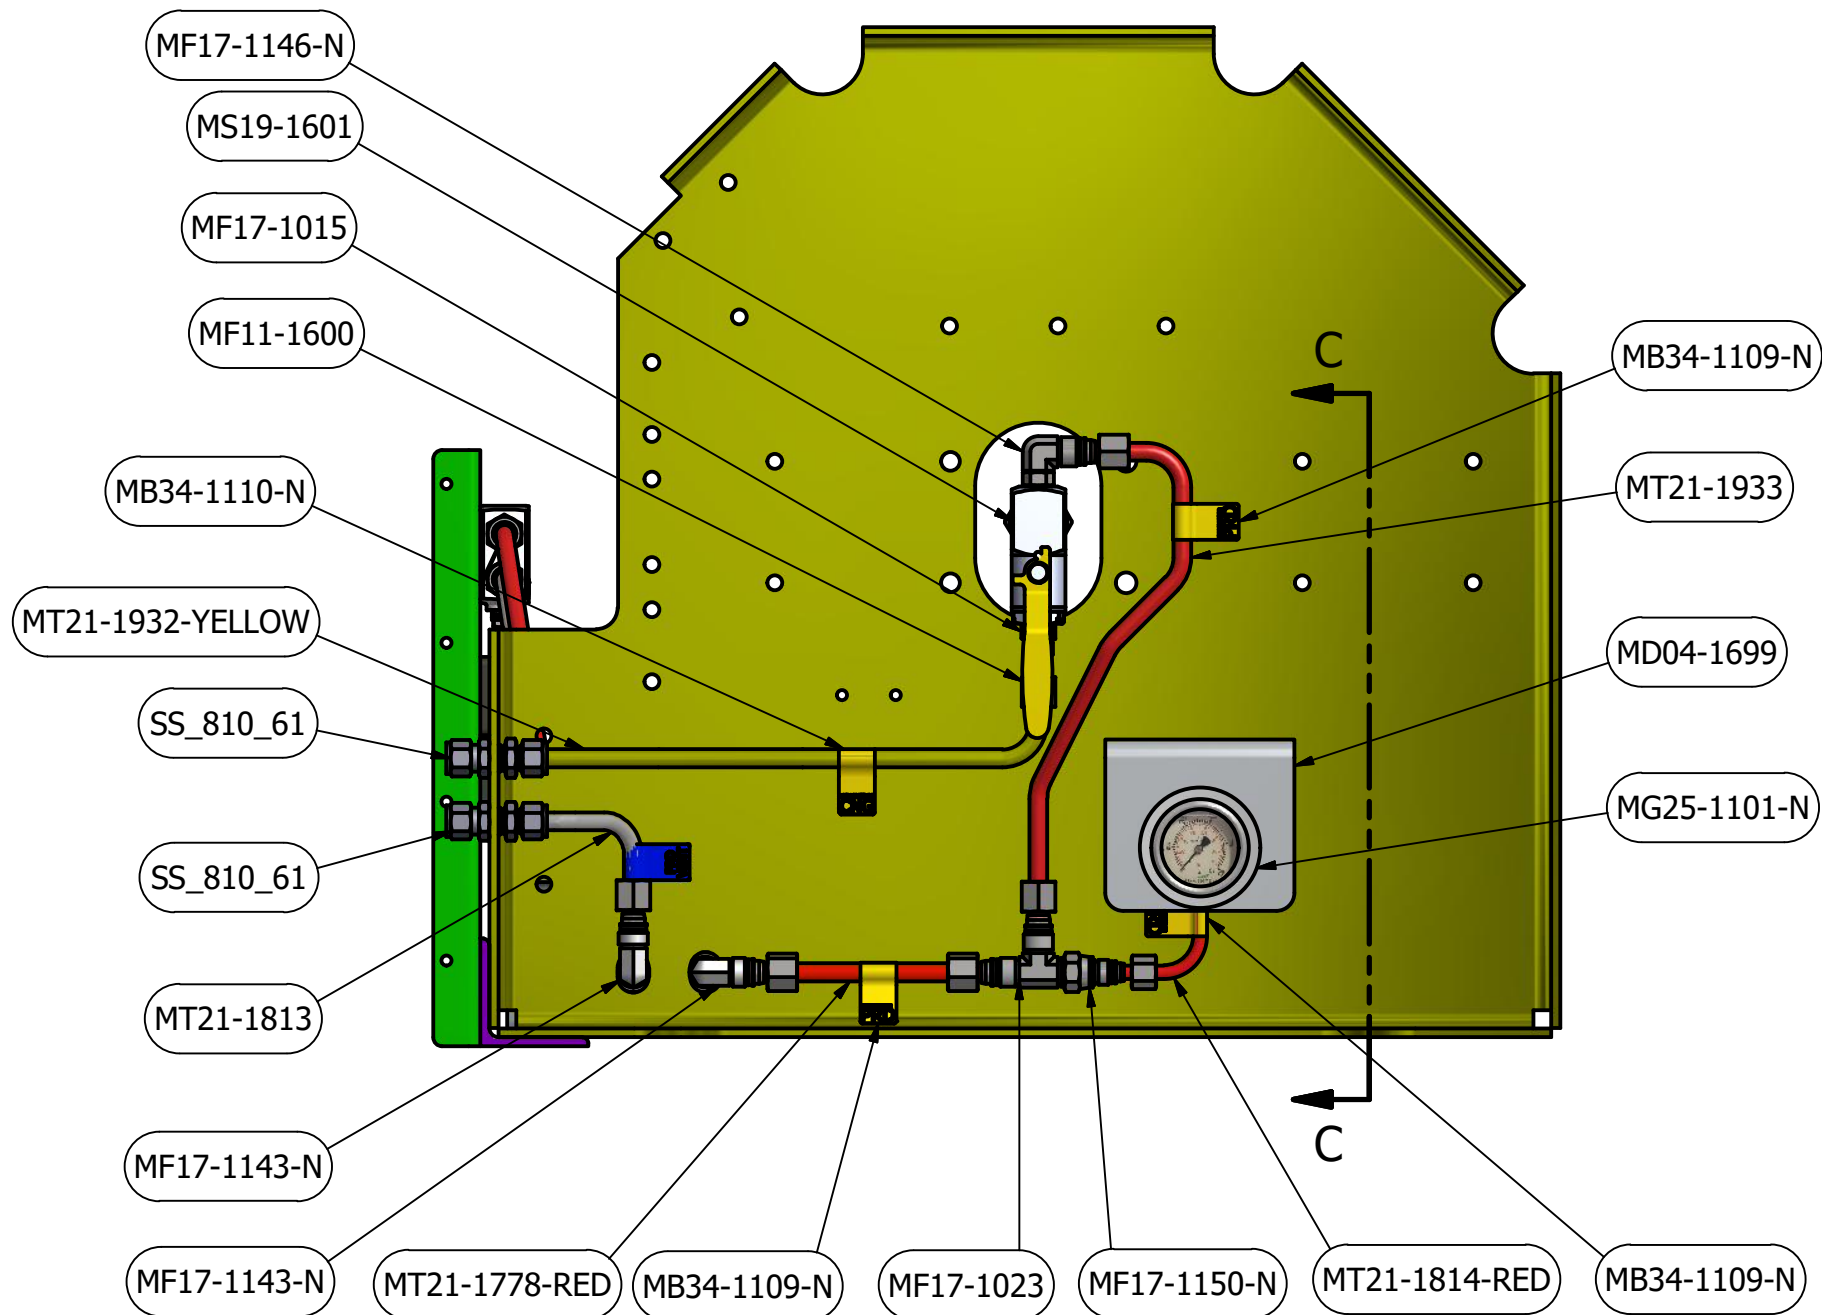 MF17-1146-N
MS19-1601
MF17-1015
MF11-1600
C
MB34-1109-N
MB34-1110-N
MT21-1933
MT21-1932-YELLOW
MD04-1699
SS_810_61
MG25-1101-N
SS_810_61
MT21-1813
C
MF17-1143-N
MF17-1143-N
MT21-1778-RED
MB34-1109-N
MF17-1023
MF17-1150-N
MT21-1814-RED
MB34-1109-N